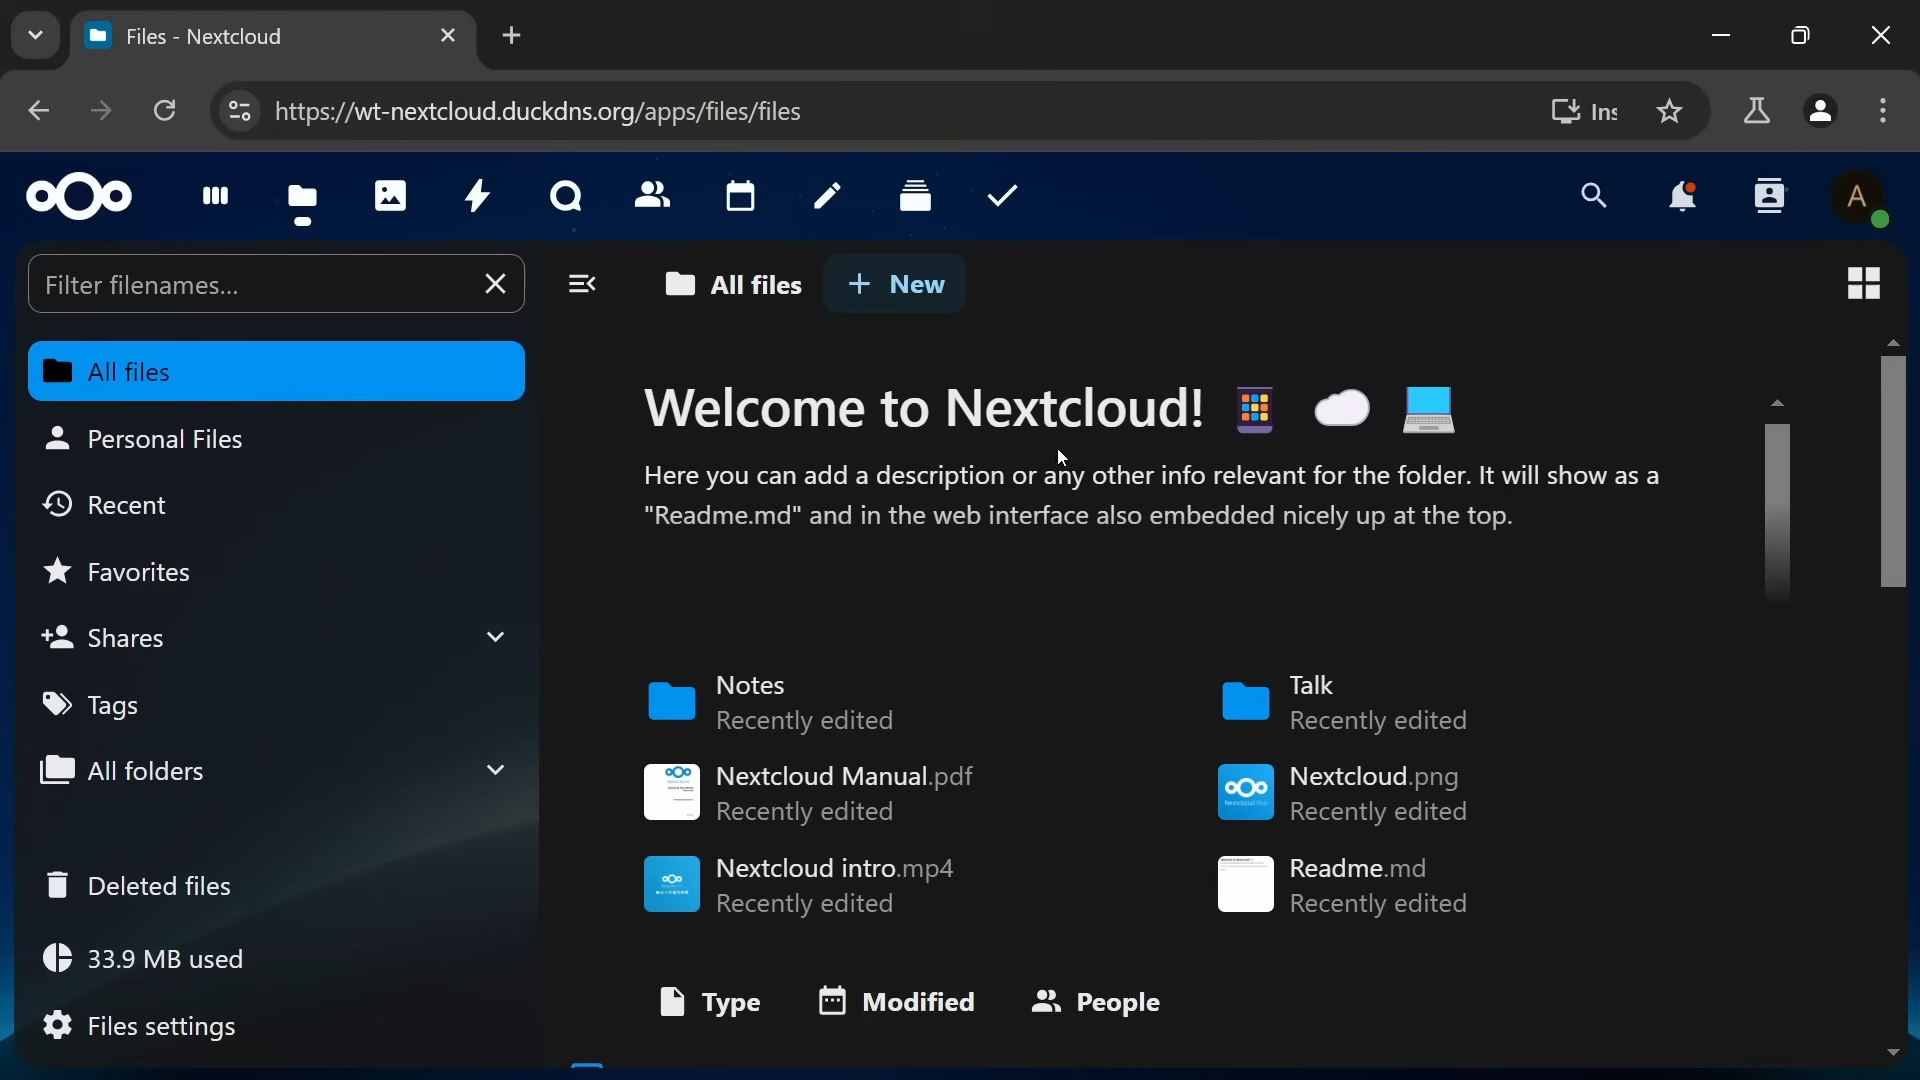 Files - Nextcloud
https://wt-nextcloud.duckdns.org/apps/files/files
Ins
A
Filter filenames...
All files
New
All files
Personal Files
Recent
Favorites
Shares
Tags
All folders
Deleted files
33.9 MB used
Files settings
Welcome to Nextcloud!
Here you can add a description or any other info relevant for the folder. It will show as a
"Readme.md" and in the web interface also embedded nicely up at the top.
Notes
Recently edited
Talk
Recently edited
Nextcloud Manual.pdf
Recently edited
Nextcloud.png
Recently edited
Nextcloud intro.mp4
Recently edited
Readme.md
Recently edited
Type
Modified
People